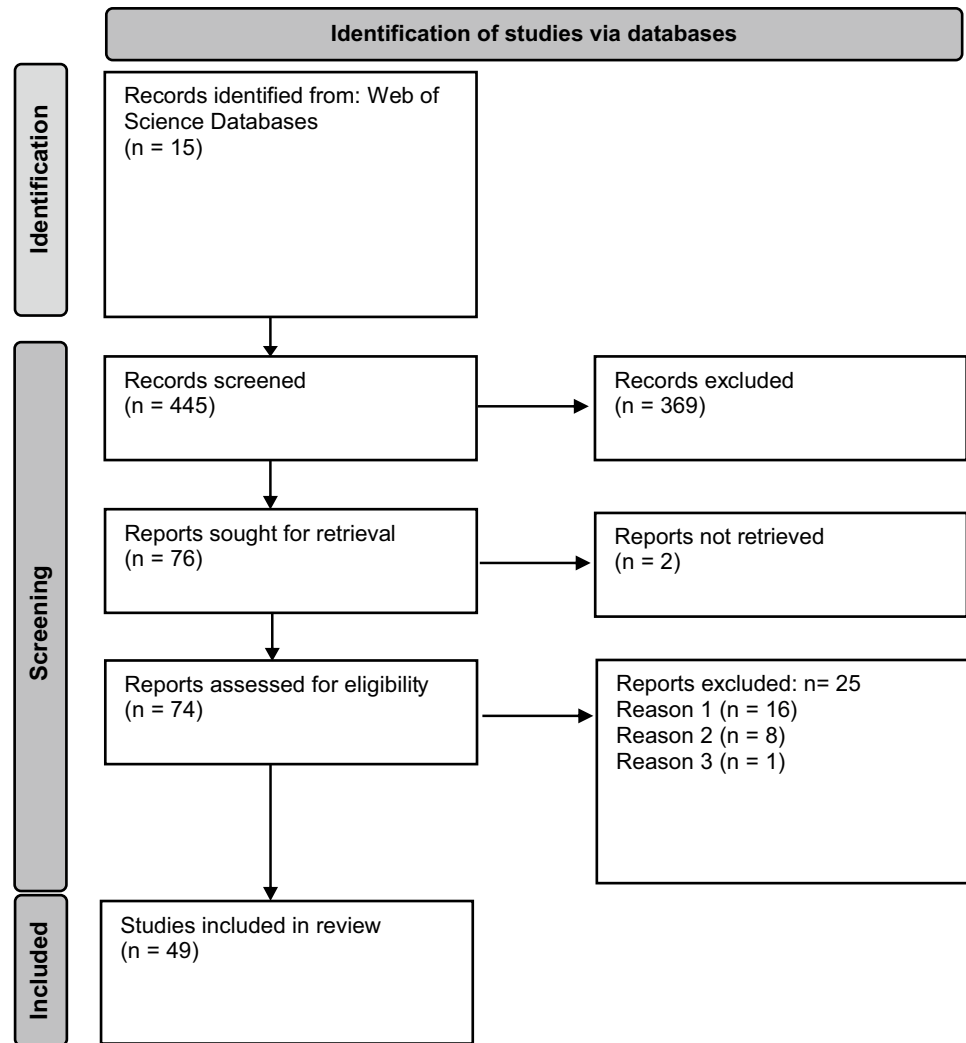 Identification of studies via databases
Identification
Records identified from: Web of
Science Databases
(n = 15)
Screening
Records screened
(n = 445)
Records excluded
(n = 369)
Reports sought for retrieval
(n = 76)
Reports not retrieved
(n = 2)
Reports assessed for eligibility
(n = 74)
Reports excluded: n= 25
Reason 1 (n = 16)
Reason 2 (n = 8)
Reason 3 (n = 1)
Included
Studies included in review
(n = 49)